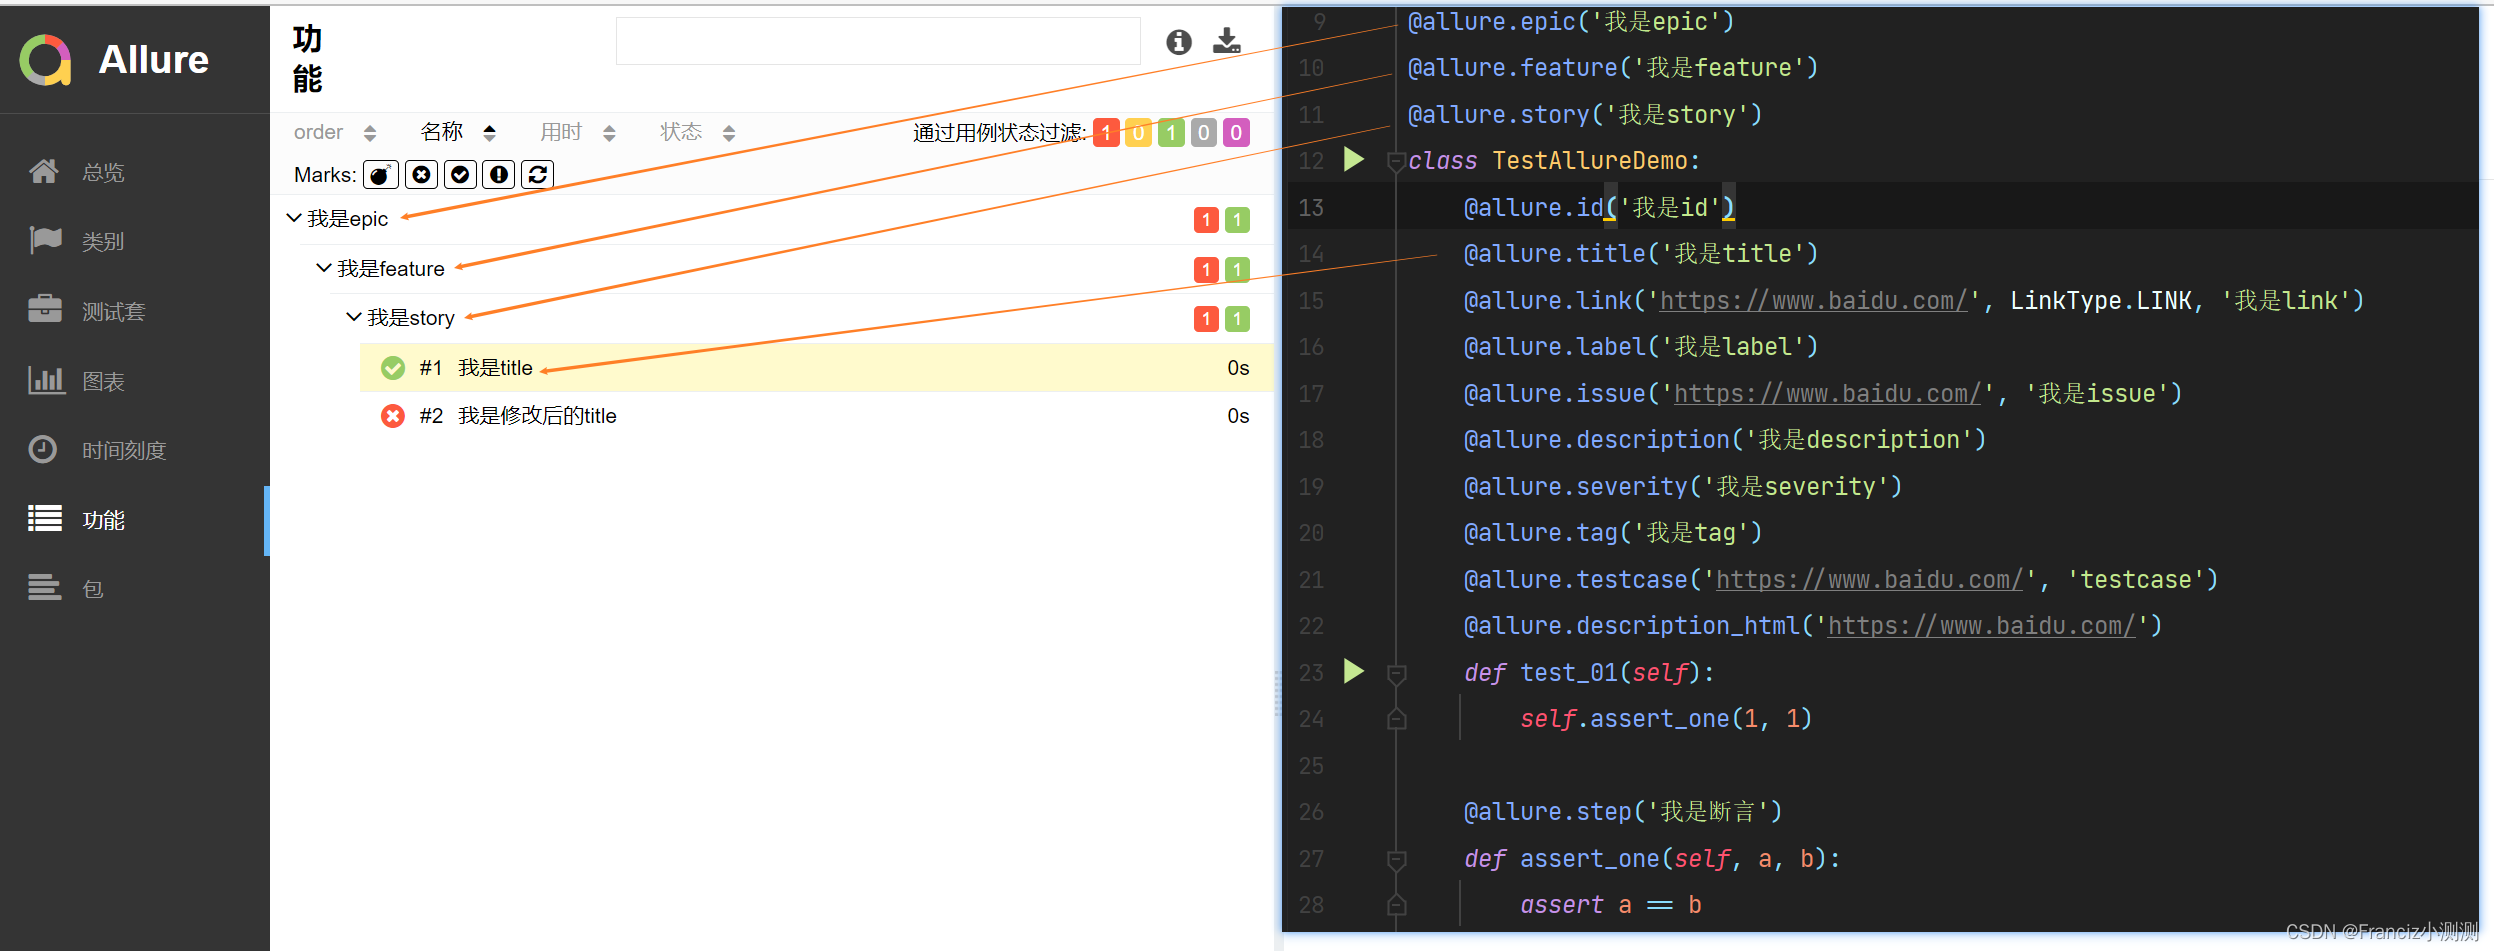 Allure
总览
类别
测试套
图表
时间刻度
功能
包
功
能
order 名称 用时 状态 通过用例状态过滤: 1 0 1 0 0
Marks:
我是epic 1 1
我是feature 1 1
我是story 1 1
#1 我是title 0s
#2 我是修改后的title 0s
9 @allure.epic('我是epic')
10 @allure.feature('我是feature')
11 @allure.story('我是story')
12 class TestAllureDemo:
13 @allure.id('我是id')
14 @allure.title('我是title')
15 @allure.link('https://www.baidu.com/', LinkType.LINK, '我是link')
16 @allure.label('我是label')
17 @allure.issue('https://www.baidu.com/', '我是issue')
18 @allure.description('我是description')
19 @allure.severity('我是severity')
20 @allure.tag('我是tag')
21 @allure.testcase('https://www.baidu.com/', 'testcase')
22 @allure.description_html('https://www.baidu.com/')
23 def test_01(self):
24 self.assert_one(1, 1)
25
26 @allure.step('我是断言')
27 def assert_one(self, a, b):
28 assert a == b
CSDN @Franciz小测测